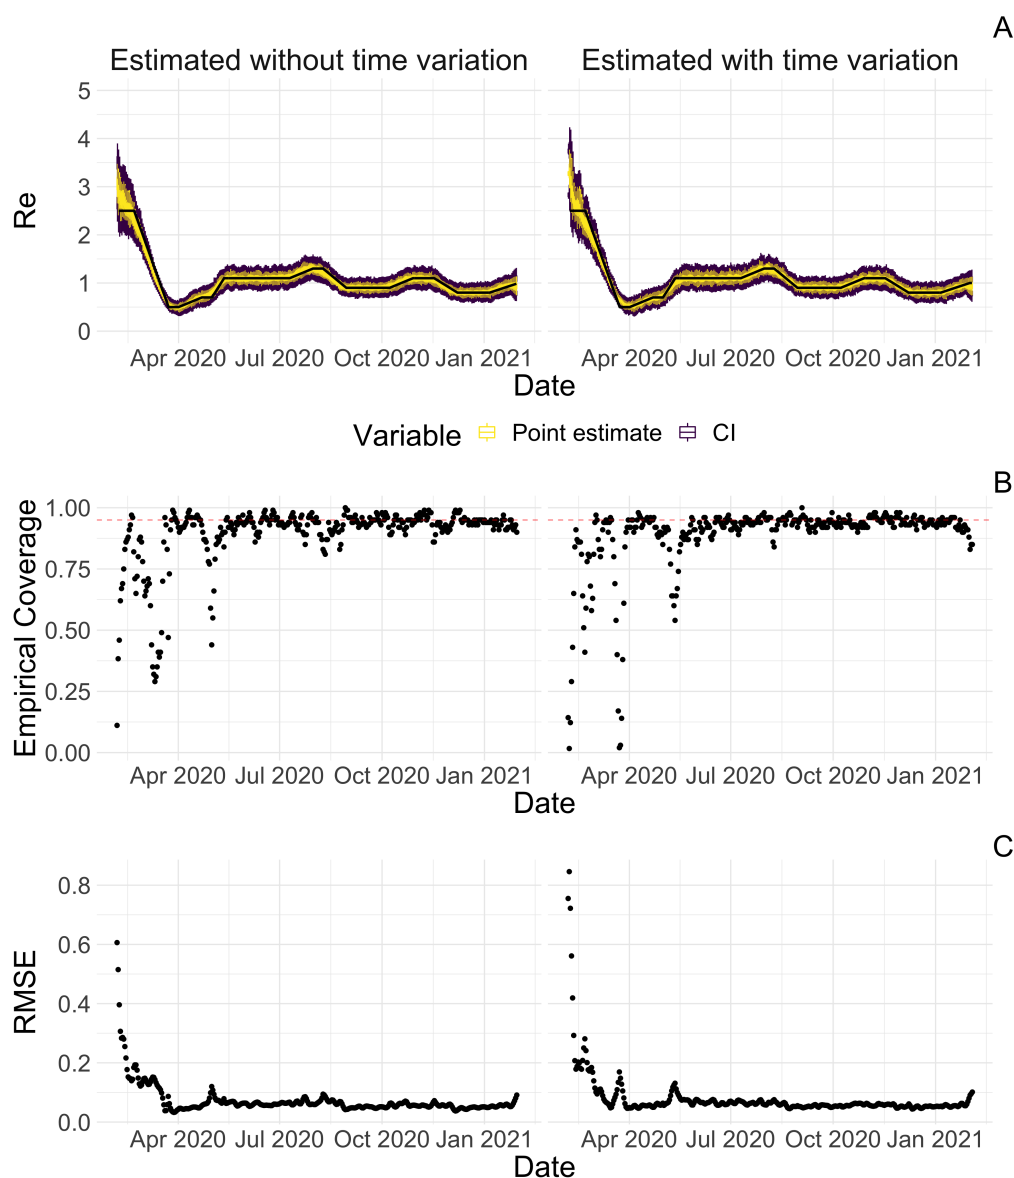 A
Estimated without time variation Estimated with time variation
Re
5
4
3
2
1
0
Apr 2020 Jul 2020 Oct 2020 Jan 2021 Apr 2020 Jul 2020 Oct 2020 Jan 2021
Date
Variable Point estimate CI
B
Empirical Coverage
1.00
0.75
0.50
0.25
0.00
Apr 2020 Jul 2020 Oct 2020 Jan 2021 Apr 2020 Jul 2020 Oct 2020 Jan 2021
Date
C
RMSE
0.8
0.6
0.4
0.2
0.0
Apr 2020 Jul 2020 Oct 2020 Jan 2021 Apr 2020 Jul 2020 Oct 2020 Jan 2021
Date